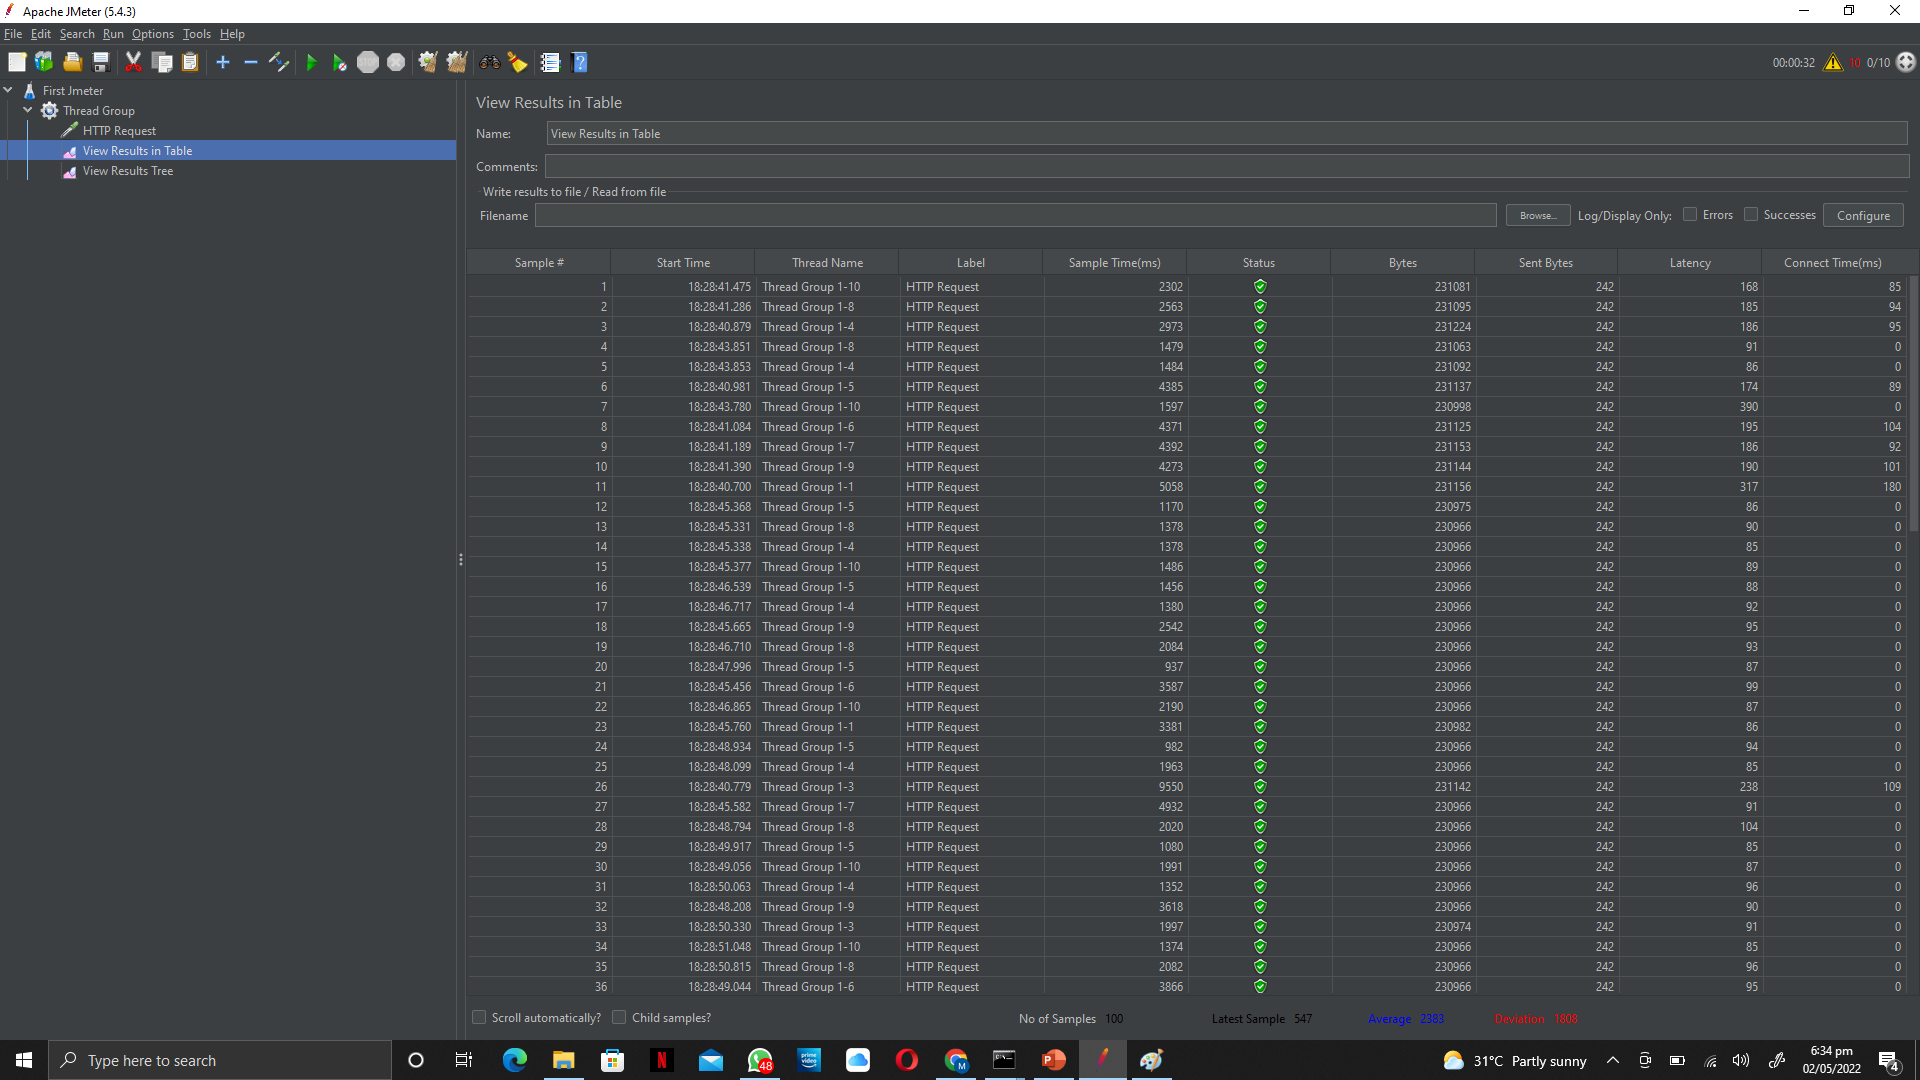 Apache JMeter (5.4.3)
File Edit Search Run Options Tools Help
00:00:32 10 0/10
First Jmeter
Thread Group
HTTP Request
View Results in Table
View Results Tree
View Results in Table
Name: View Results in Table
Comments:
Write results to file / Read from file
Filename Browse... Log/Display Only: Errors Successes Configure
Sample # Start Time Thread Name Label Sample Time(ms) Status Bytes Sent Bytes Latency Connect Time(ms)
1 18:28:41.475 Thread Group 1-10 HTTP Request 2302 231081 242 168 85
2 18:28:41.286 Thread Group 1-8 HTTP Request 2563 231095 242 185 94
3 18:28:40.879 Thread Group 1-4 HTTP Request 2973 231224 242 186 95
4 18:28:43.851 Thread Group 1-8 HTTP Request 1479 231063 242 91 0
5 18:28:43.853 Thread Group 1-4 HTTP Request 1484 231092 242 86 0
6 18:28:40.981 Thread Group 1-5 HTTP Request 4385 231137 242 174 89
7 18:28:43.780 Thread Group 1-10 HTTP Request 1597 230998 242 390 0
8 18:28:41.084 Thread Group 1-6 HTTP Request 4371 231125 242 195 104
9 18:28:41.189 Thread Group 1-7 HTTP Request 4392 231153 242 186 92
10 18:28:41.390 Thread Group 1-9 HTTP Request 4273 231144 242 190 101
11 18:28:40.700 Thread Group 1-1 HTTP Request 5058 231156 242 317 180
12 18:28:45.368 Thread Group 1-5 HTTP Request 1170 230975 242 86 0
13 18:28:45.331 Thread Group 1-8 HTTP Request 1378 230966 242 90 0
14 18:28:45.338 Thread Group 1-4 HTTP Request 1378 230966 242 85 0
15 18:28:45.377 Thread Group 1-10 HTTP Request 1486 230966 242 89 0
16 18:28:46.539 Thread Group 1-5 HTTP Request 1456 230966 242 88 0
17 18:28:46.717 Thread Group 1-4 HTTP Request 1380 230966 242 92 0
18 18:28:45.665 Thread Group 1-9 HTTP Request 2542 230966 242 95 0
19 18:28:46.710 Thread Group 1-8 HTTP Request 2084 230966 242 93 0
20 18:28:47.996 Thread Group 1-5 HTTP Request 937 230966 242 87 0
21 18:28:45.456 Thread Group 1-6 HTTP Request 3587 230966 242 99 0
22 18:28:46.865 Thread Group 1-10 HTTP Request 2190 230966 242 87 0
23 18:28:45.760 Thread Group 1-1 HTTP Request 3381 230982 242 86 0
24 18:28:48.934 Thread Group 1-5 HTTP Request 982 230966 242 94 0
25 18:28:48.099 Thread Group 1-4 HTTP Request 1963 230966 242 85 0
26 18:28:40.779 Thread Group 1-3 HTTP Request 9550 231142 242 238 109
27 18:28:45.582 Thread Group 1-7 HTTP Request 4932 230966 242 91 0
28 18:28:48.794 Thread Group 1-8 HTTP Request 2020 230966 242 104 0
29 18:28:49.917 Thread Group 1-5 HTTP Request 1080 230966 242 85 0
30 18:28:49.056 Thread Group 1-10 HTTP Request 1991 230966 242 87 0
31 18:28:50.063 Thread Group 1-4 HTTP Request 1352 230966 242 96 0
32 18:28:48.208 Thread Group 1-9 HTTP Request 3618 230966 242 90 0
33 18:28:50.330 Thread Group 1-3 HTTP Request 1997 230974 242 91 0
34 18:28:51.048 Thread Group 1-10 HTTP Request 1374 230966 242 85 0
35 18:28:50.815 Thread Group 1-8 HTTP Request 2082 230966 242 96 0
36 18:28:49.044 Thread Group 1-6 HTTP Request 3866 230966 242 95 0
Scroll automatically? Child samples? No of Samples 100 Latest Sample 547 Average 2383 Deviation 1808
Type here to search 48 prime video 31°C Partly sunny 6:34 pm
02/05/2022 4